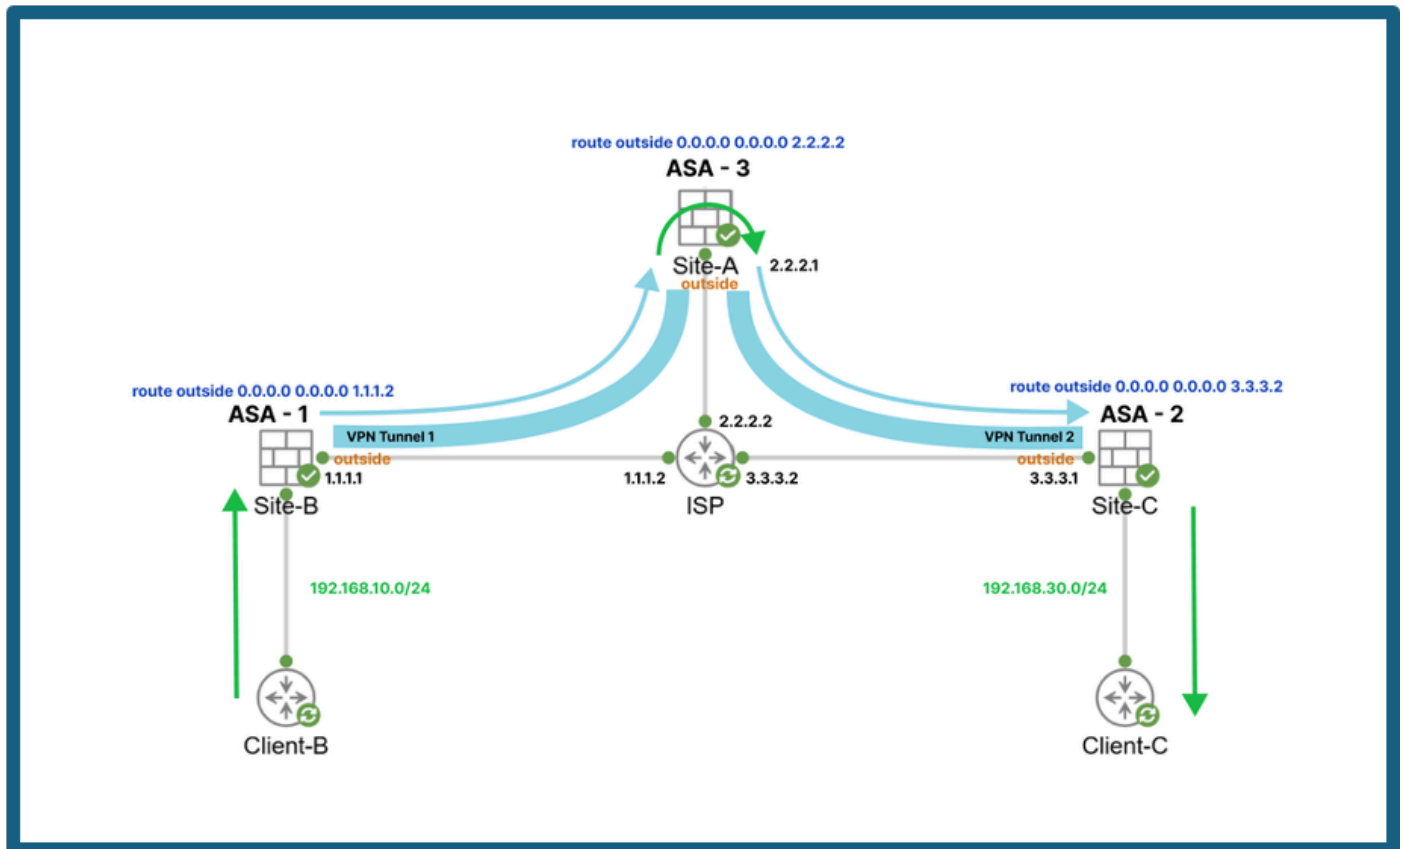 route outside 0.0.0.0 0.0.0.0 2.2.2.2
ASA - 3
Site-A
2.2.2.1
outside
route outside 0.0.0.0 0.0.0.0 1.1.1.2
route outside 0.0.0.0 0.0.0.0 3.3.3.2
ASA - 1
ASA - 2
2.2.2.2
VPN Tunnel 1
VPN Tunnel 2
outside
outside
1.1.1.1
1.1.1.2
3.3.3.2
3.3.3.1
Site-B
ISP
Site-C
192.168.10.0/24
192.168.30.0/24
Client-B
Client-C